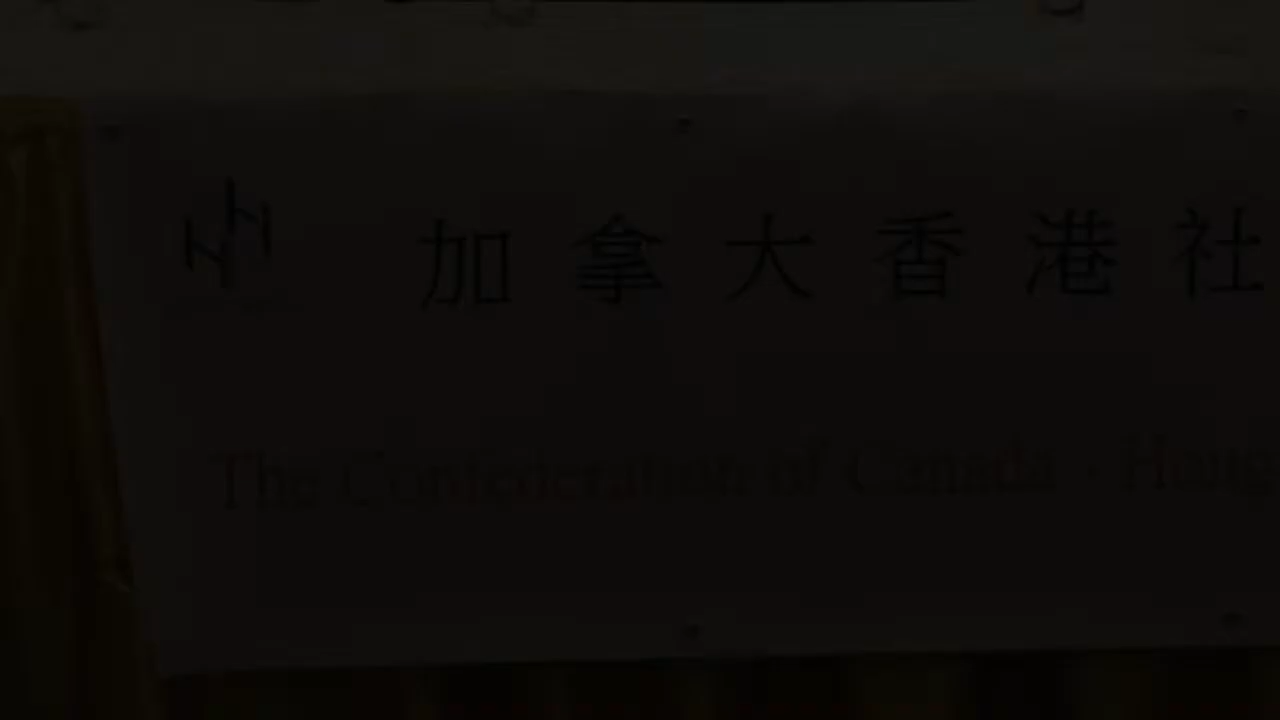 加拿大香港社
The Confederation of Canada · Hong